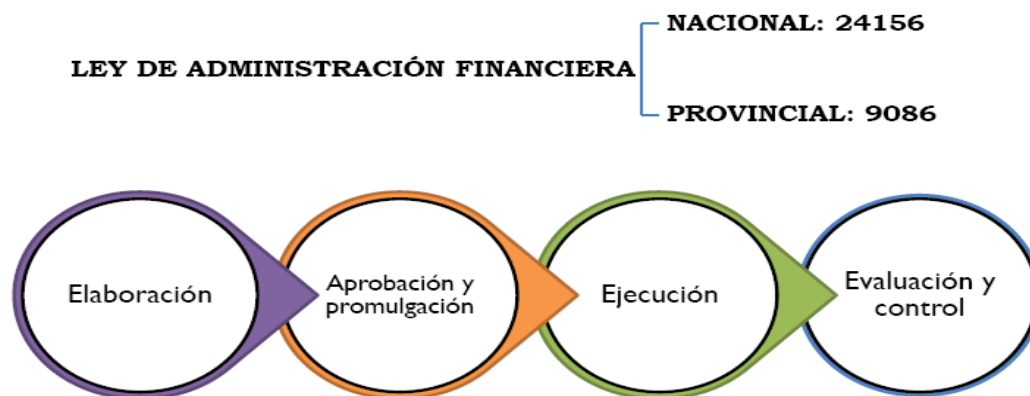 NACIONAL: 24156
LEY DE ADMINISTRACIÓN FINANCIERA
PROVINCIAL: 9086
Elaboración
Aprobación y
promulgación
Ejecución
Evaluación y
control